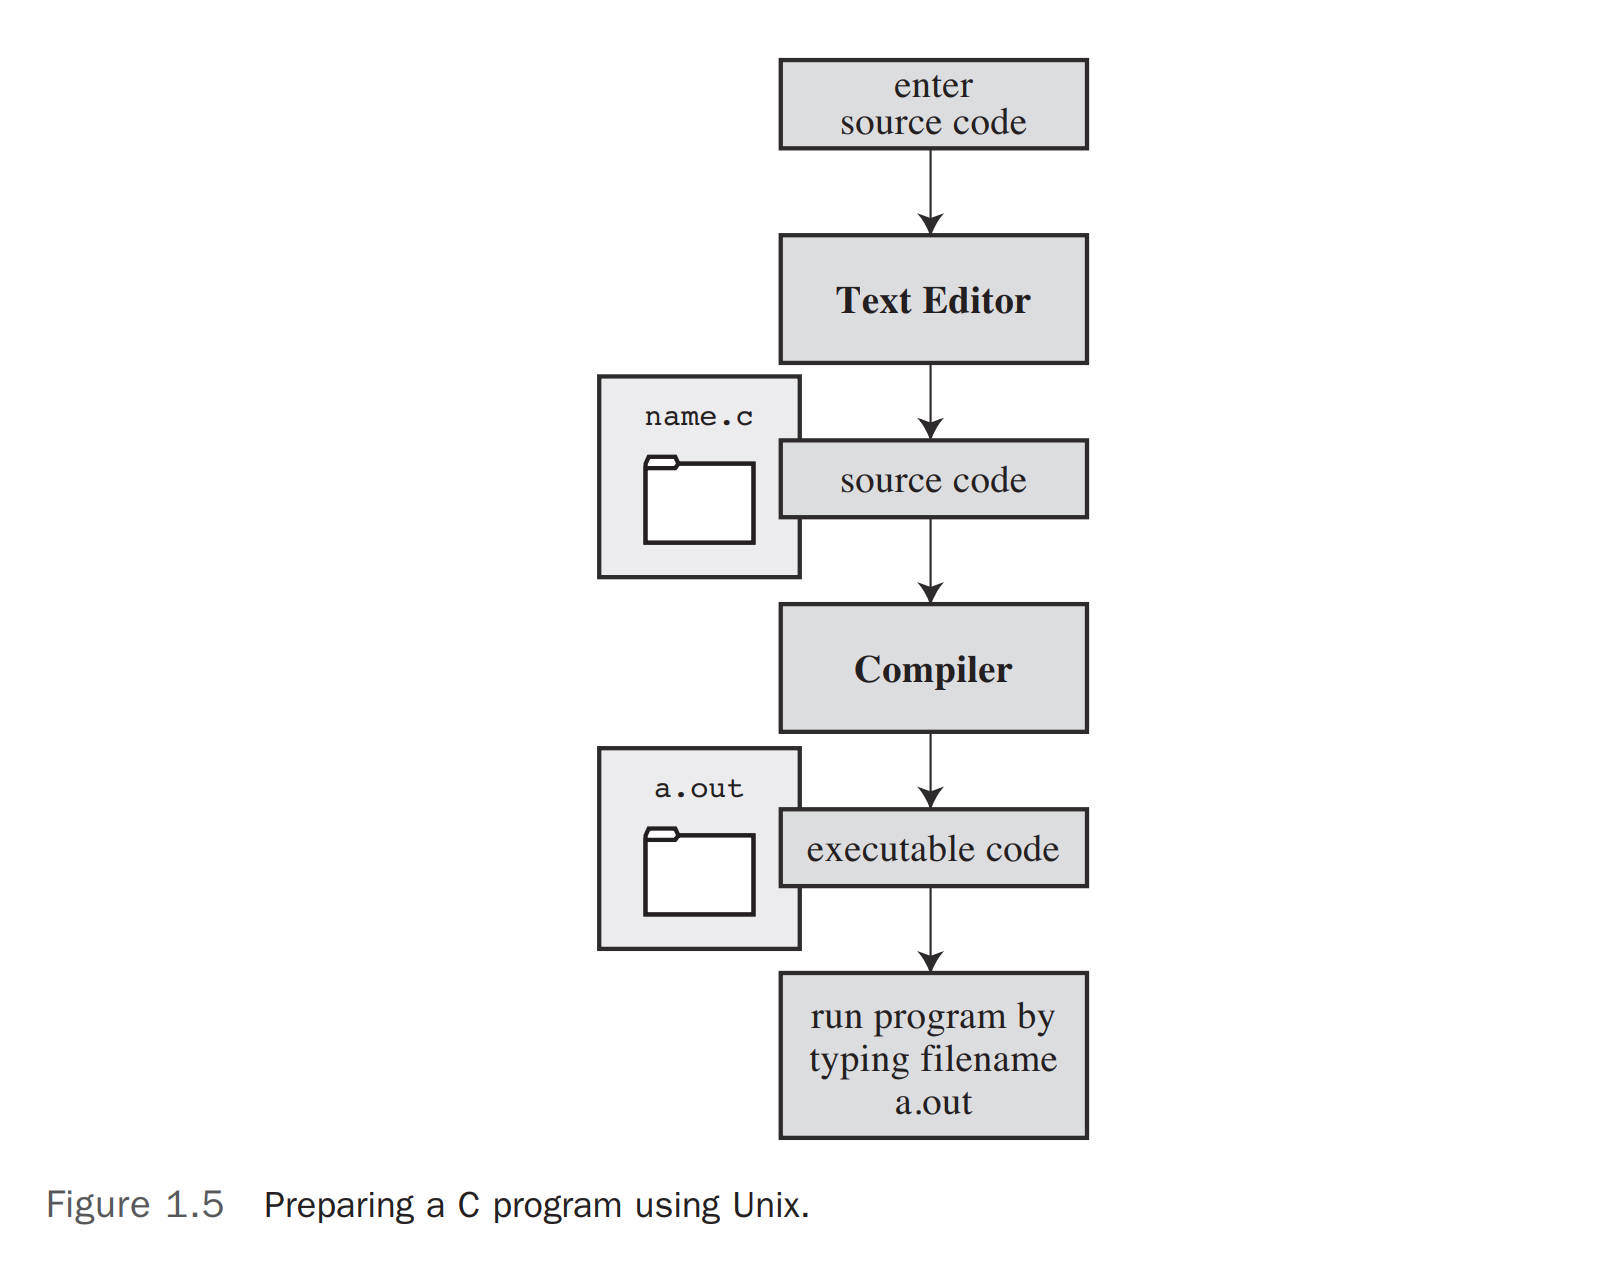 enter
source code
Text Editor
name.c
source code
Compiler
a.out
executable code
run program by
typing filename
a.out
Figure 1.5 Preparing a C program using Unix.